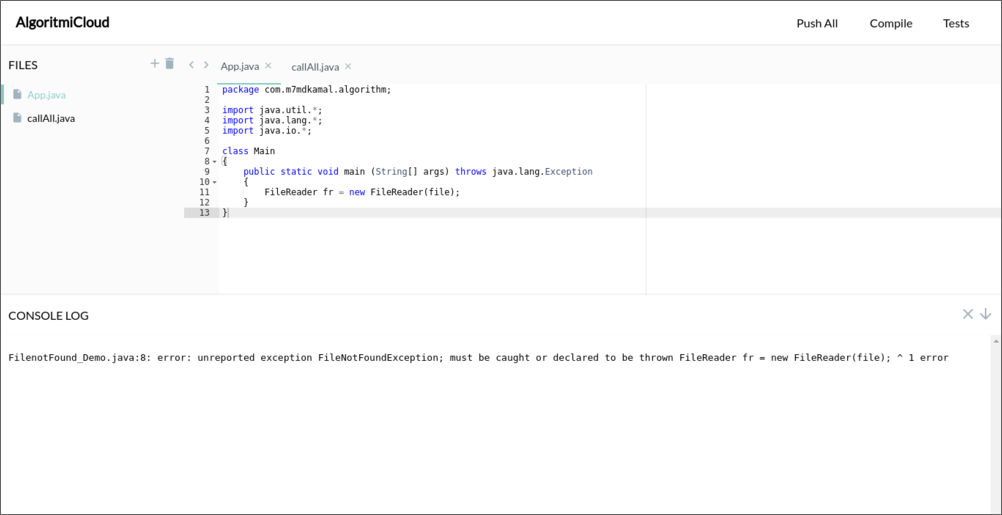 AlgoritmiCloud
Push All
Compile
Tests
FILES
App.java
callAll.java
App.java
callAll.java
1 package com.m7mdkamal.algorithm;
2
3 import java.util.*;
4 import java.lang.*;
5 import java.io.*;
6
7 class Main
8 {
9     public static void main (String[] args) throws java.lang.Exception
10     {
11         FileReader fr = new FileReader(file);
12     }
13 }
CONSOLE LOG
FilenotFound_Demo.java:8: error: unreported exception FileNotFoundException; must be caught or declared to be thrown FileReader fr = new FileReader(file); ^ 1 error